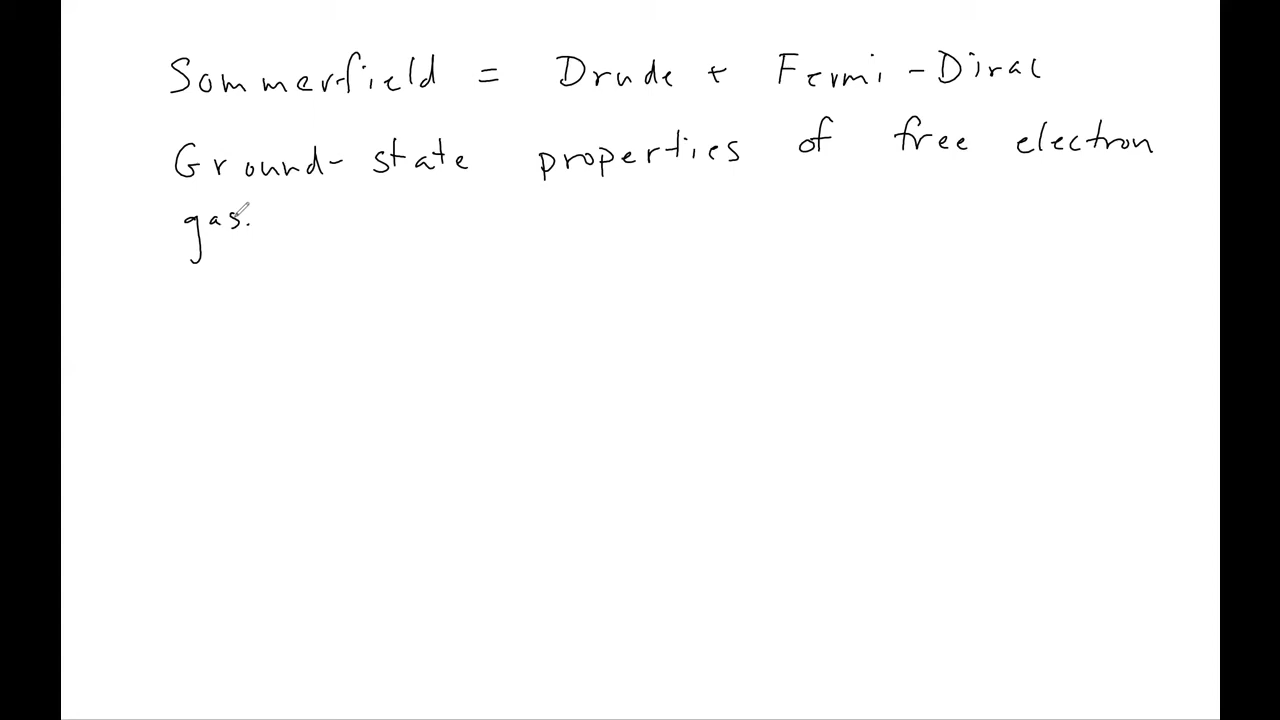 Sommerfield = Drude + Fermi-Dirac
Ground-state properties of free electron
gas.